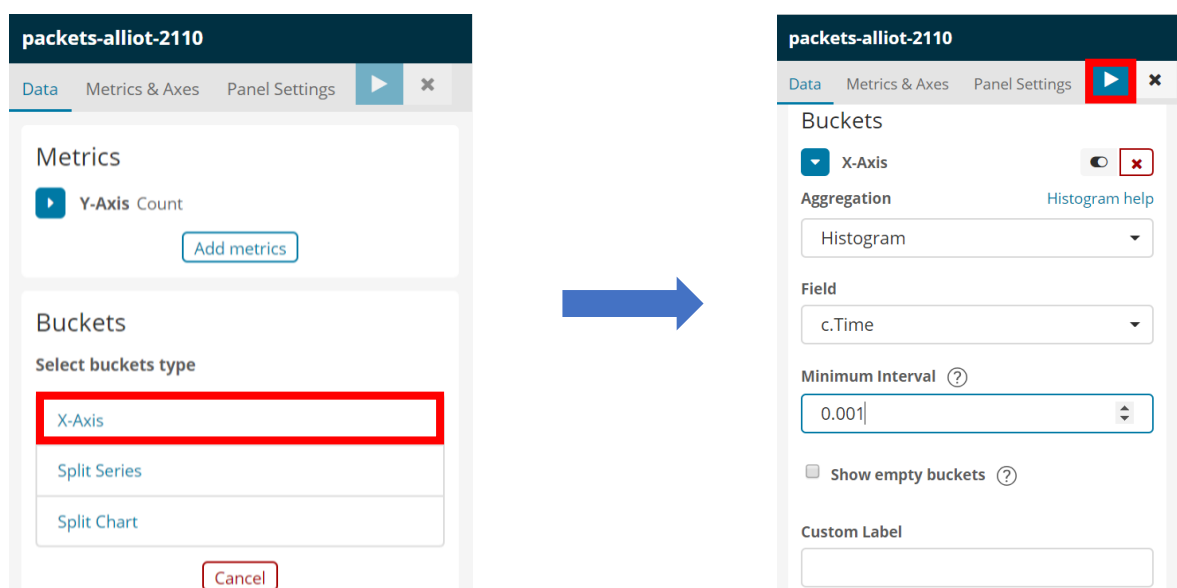 packets-alliot-2110
Data Metrics & Axes Panel Settings
Metrics
Y-Axis Count
Add metrics
Buckets
Select buckets type
X-Axis
Split Series
Split Chart
Cancel
packets-alliot-2110
Data Metrics & Axes Panel Settings
Buckets
X-Axis
Aggregation Histogram help
Histogram
Field
c.Time
Minimum Interval ?
0.001
Show empty buckets ?
Custom Label